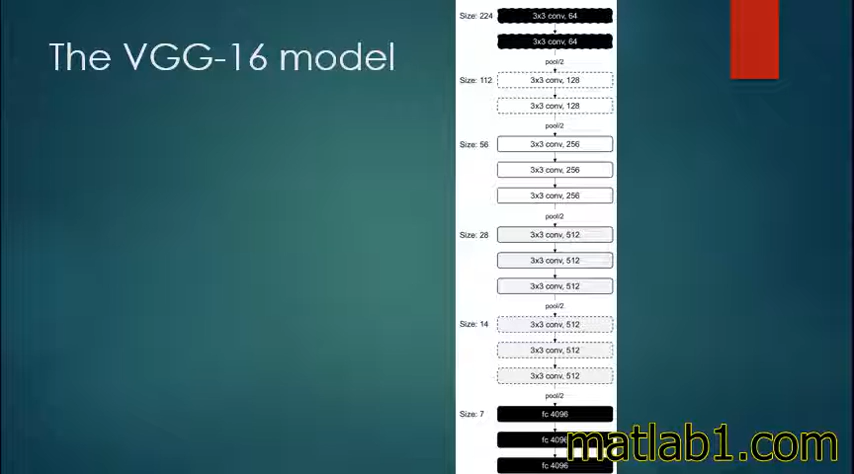 The VGG-16 model
Size: 224
3x3 conv, 64
3x3 conv, 64
pool/2
Size: 112
3x3 conv, 128
3x3 conv, 128
pool/2
Size: 56
3x3 conv, 256
3x3 conv, 256
3x3 conv, 256
pool/2
Size: 28
3x3 conv, 512
3x3 conv, 512
3x3 conv, 512
pool/2
Size: 14
3x3 conv, 512
3x3 conv, 512
3x3 conv, 512
pool/2
Size: 7
fc 4096
fc 4096
fc 4096
matlab1.com